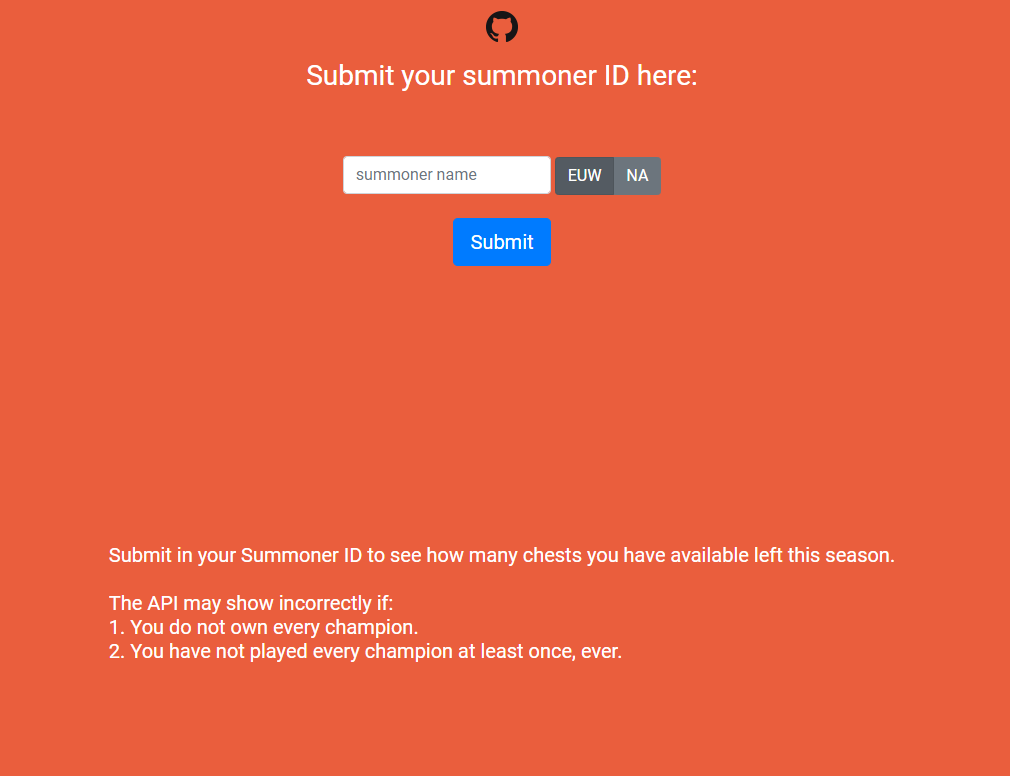 Submit your summoner ID here:
summoner name
EUW
NA
Submit
Submit in your Summoner ID to see how many chests you have available left this season.
The API may show incorrectly if:
1. You do not own every champion.
2. You have not played every champion at least once, ever.